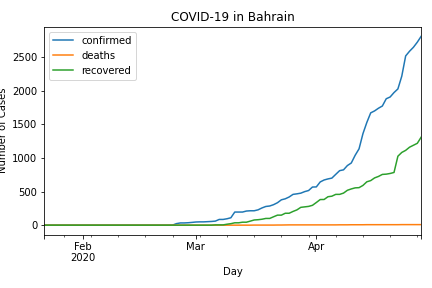 COVID-19 in Bahrain
confirmed
deaths
recovered
Number of Cases
2500
2000
1500
1000
500
0
Feb
2020
Mar
Apr
Day